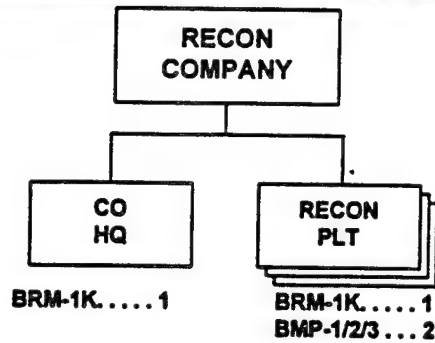 RECON
COMPANY
CO
HQ
RECON
PLT
BRM-1K.....1
BRM-1K.....1
BMP-1/2/3...2